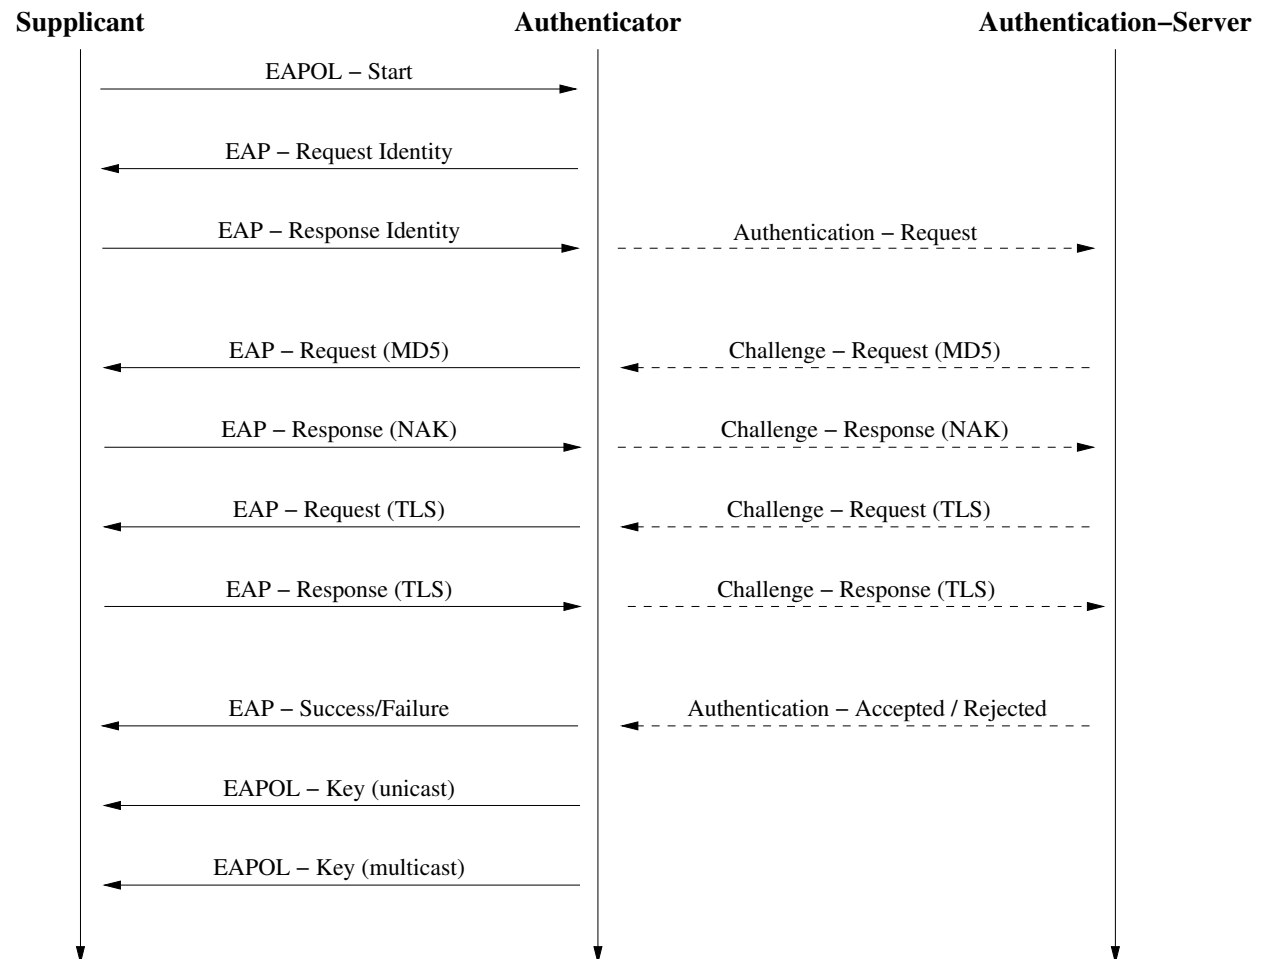 Supplicant Authenticator Authentication−Server
EAPOL − Start
EAP − Request Identity
EAP − Response Identity Authentication − Request
EAP − Request (MD5) Challenge − Request (MD5)
EAP − Response (NAK) Challenge − Response (NAK)
EAP − Request (TLS) Challenge − Request (TLS)
EAP − Response (TLS) Challenge − Response (TLS)
EAP − Success/Failure Authentication − Accepted / Rejected
EAPOL − Key (unicast)
EAPOL − Key (multicast)